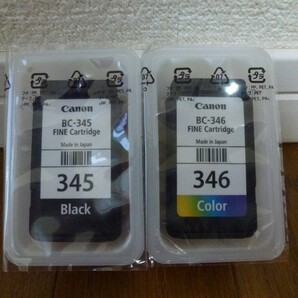 Canon
BC-345
FINE Cartridge
Made in Japan
345
Black
Canon
BC-346
FINE Cartridge
Made in Japan
346
Color